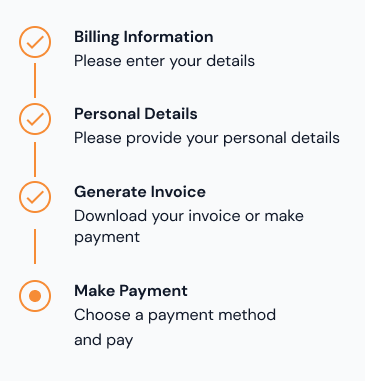 Billing Information
Please enter your details
Personal Details
Please provide your personal details
Generate Invoice
Download your invoice or make
payment
Make Payment
Choose a payment method
and pay